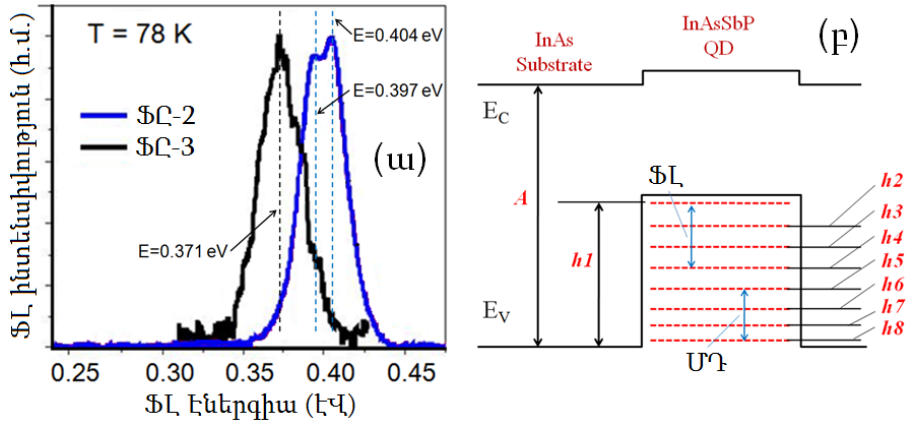 ՖԼ ինտենսիվություն (հ.մ.)
T = 78 K
ՖԸ-2
ՖԸ-3
E=0.404 eV
E=0.397 eV
(ա)
E=0.371 eV
0.25
0.30
0.35
0.40
0.45
ՖԼ էներգիա (էՎ)
InAs
Substrate
InAsSbP
QD
(բ)
E_C
ՖԼ
A
h1
h2
h3
h4
h5
h6
h7
h8
E_V
ՄԴ